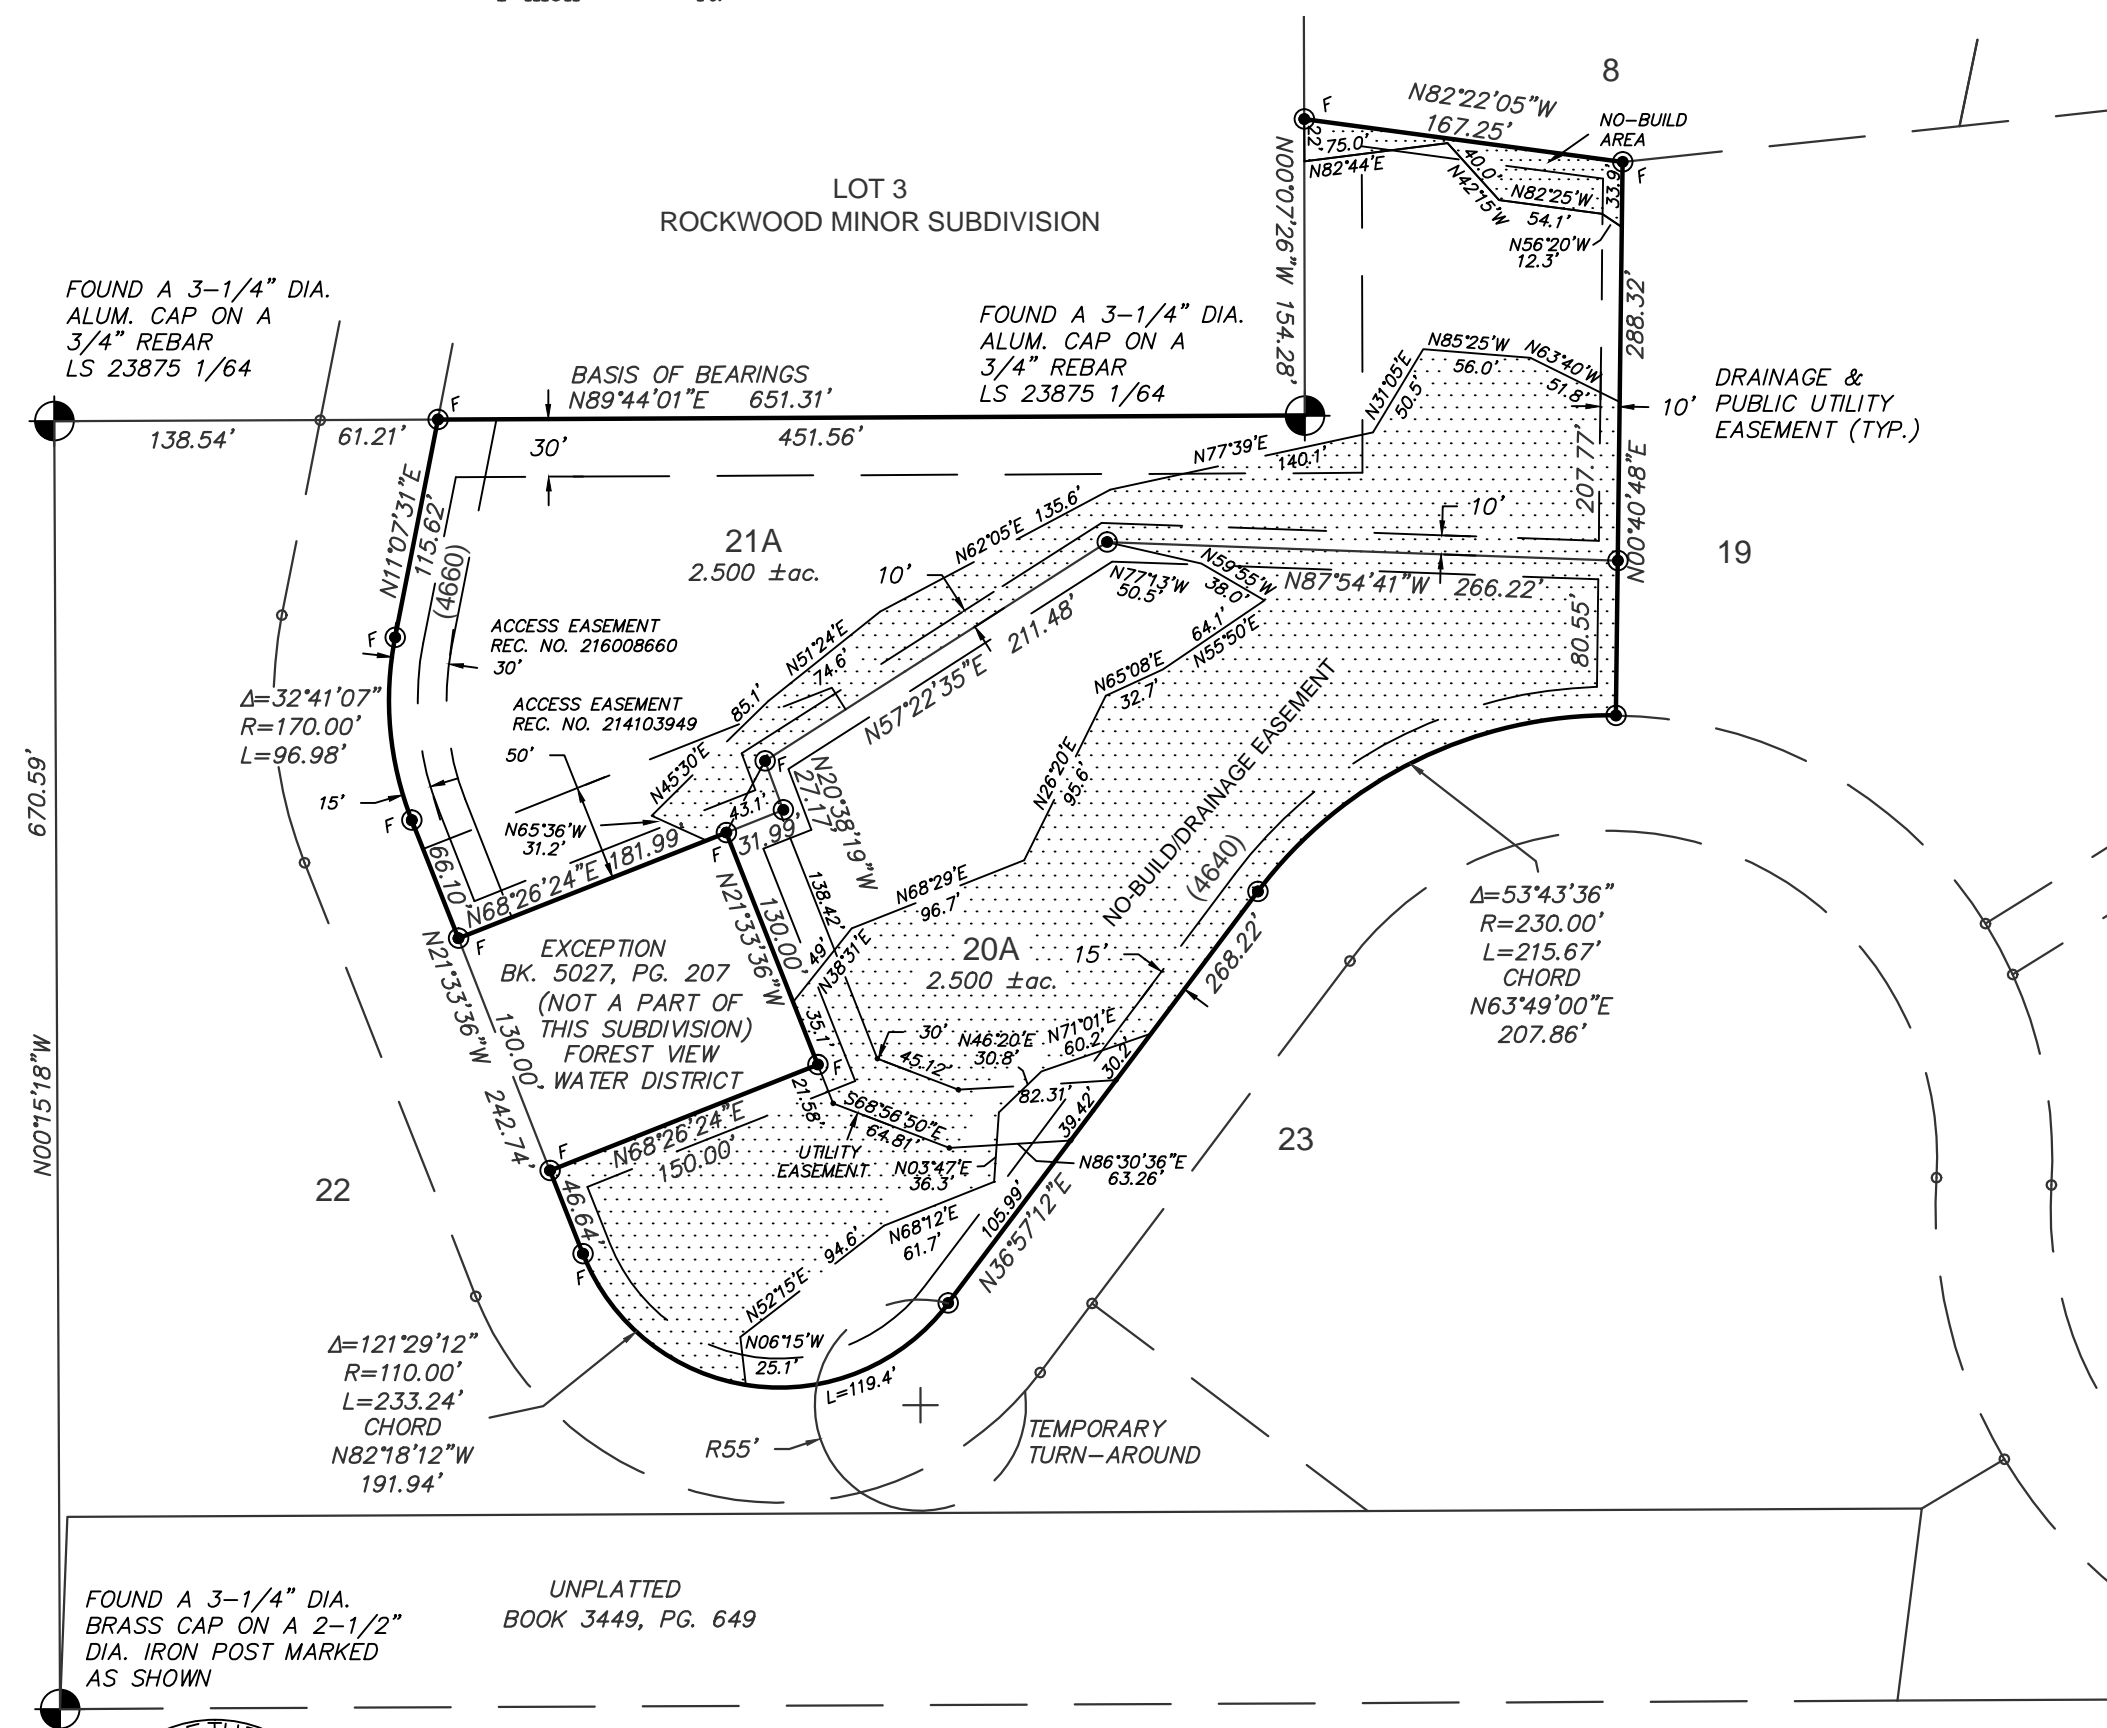 8
N82°22'05"W
167.25'
NO-BUILD
AREA
F
22'
75.0'
N82°44'E
40.0'
N42°15'W
N82°25'W
54.1'
33.9'
F
N56°20'W
12.3'
N00°07'26"W 154.28'
LOT 3
ROCKWOOD MINOR SUBDIVISION
FOUND A 3-1/4" DIA.
ALUM. CAP ON A
3/4" REBAR
LS 23875 1/64
FOUND A 3-1/4" DIA.
ALUM. CAP ON A
3/4" REBAR
LS 23875 1/64
BASIS OF BEARINGS
N89°44'01"E 651.31'
F
138.54'
61.21'
30'
451.56'
288.32'
N85°25'W
56.0'
N63°40'W
51.8'
N31°05'E
50.5'
10'
DRAINAGE &
PUBLIC UTILITY
EASEMENT (TYP.)
N77°39'E
140.1'
207.77'
N00°40'48"E
N11°07'31"E
115.62'
(4660)
21A
2.500 ±ac.
N62°05'E
135.6'
10'
10'
19
N59°55'W
38.0'
N77°13'W
50.5'
N87°54'41"W 266.22'
80.55'
F
ACCESS EASEMENT
REC. NO. 216008660
30'
N51°24'E
74.6'
N57°22'35"E 211.48'
64.1'
N55°50'E
N65°08'E
32.7'
Δ=32°41'07"
R=170.00'
L=96.98'
ACCESS EASEMENT
REC. NO. 214103949
50'
85.1'
N45°30'E
43.1'
F
N20°38'19"W
27.17'
N26°20'E
95.6'
NO-BUILD/DRAINAGE EASEMENT
(4640)
15'
F
N65°36'W
31.2'
31.99'
F
66.10'
N68°26'24"E 181.99'
F
N21°33'36"W
130.00'
138.42'
N68°29'E
96.7'
49'
N38°31'E
20A
2.500 ±ac.
15'
268.22'
Δ=53°43'36"
R=230.00'
L=215.67'
CHORD
N63°49'00"E
207.86'
670.59'
N00°15'18"W
EXCEPTION
BK. 5027, PG. 207
(NOT A PART OF
THIS SUBDIVISION)
FOREST VIEW
WATER DISTRICT
N21°33'36"W 242.74'
130.00'
35.1'
F
30'
45.12'
N46°20'E
30.8'
N71°01'E
60.2'
30.2'
82.31'
39.42'
21.58'
S68°56'50"E
64.81'
UTILITY
EASEMENT
N03°47'E
36.3'
N86°30'36"E
63.26'
23
22
F
N68°26'24"E
150.00'
46.64'
F
N68°12'E
61.7'
105.99'
N36°57'12"E
94.6'
N52°15'E
N06°15'W
25.1'
L=119.4'
Δ=121°29'12"
R=110.00'
L=233.24'
CHORD
N82°18'12"W
191.94'
R55'
TEMPORARY
TURN-AROUND
UNPLATTED
BOOK 3449, PG. 649
FOUND A 3-1/4" DIA.
BRASS CAP ON A 2-1/2"
DIA. IRON POST MARKED
AS SHOWN